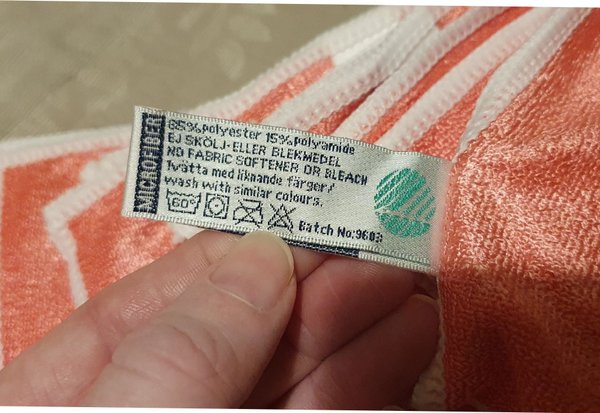 MICROFIBER
85% polyester 15% polyamide
EJ SKÖLJ-ELLER BLEKMEDEL
NO FABRIC SOFTENER OR BLEACH
Tvätta med liknande färger/
wash with similar colours.
60°
Batch No:9603